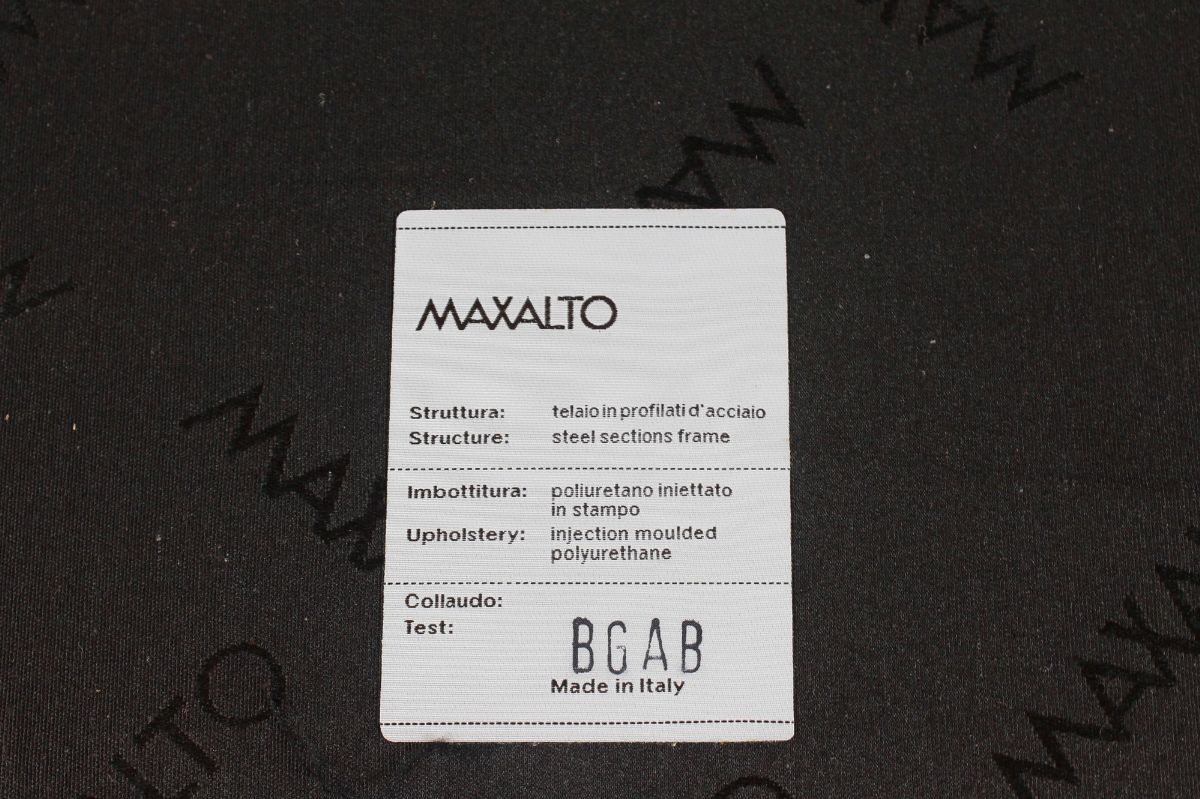 MAXALTO
Struttura: telaio in profilati d'acciaio
Structure: steel sections frame
Imbottitura: poliuretano iniettato
in stampo
Upholstery: injection moulded
polyurethane
Collaudo:
Test:
BGAB
Made in Italy